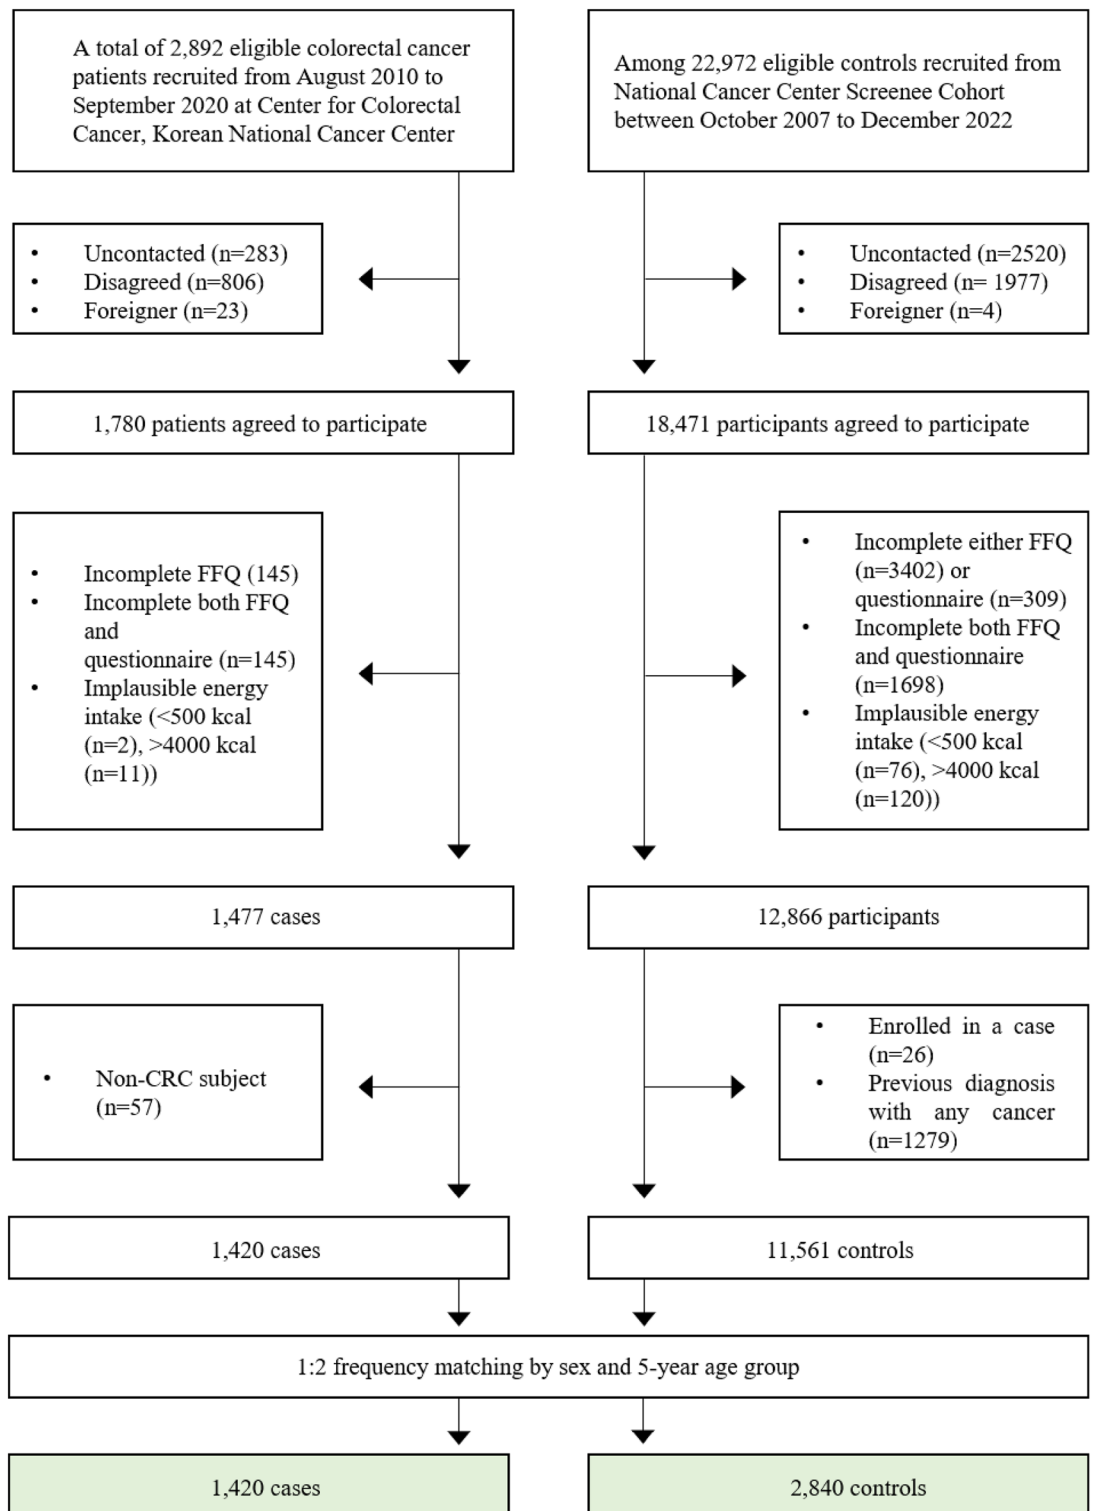 A total of 2,892 eligible colorectal cancer
patients recruited from August 2010 to
September 2020 at Center for Colorectal
Cancer, Korean National Cancer Center
Among 22,972 eligible controls recruited from
National Cancer Center Screenee Cohort
between October 2007 to December 2022
• Uncontacted (n=283)
• Disagreed (n=806)
• Foreigner (n=23)
• Uncontacted (n=2520)
• Disagreed (n= 1977)
• Foreigner (n=4)
1,780 patients agreed to participate
18,471 participants agreed to participate
• Incomplete FFQ (145)
• Incomplete both FFQ
and
questionnaire (n=145)
• Implausible energy
intake (<500 kcal
(n=2), >4000 kcal
(n=11))
• Incomplete either FFQ
(n=3402) or
questionnaire (n=309)
• Incomplete both FFQ
and questionnaire
(n=1698)
• Implausible energy
intake (<500 kcal
(n=76), >4000 kcal
(n=120))
1,477 cases
12,866 participants
• Non-CRC subject
(n=57)
• Enrolled in a case
(n=26)
• Previous diagnosis
with any cancer
(n=1279)
1,420 cases
11,561 controls
1:2 frequency matching by sex and 5-year age group
1,420 cases
2,840 controls